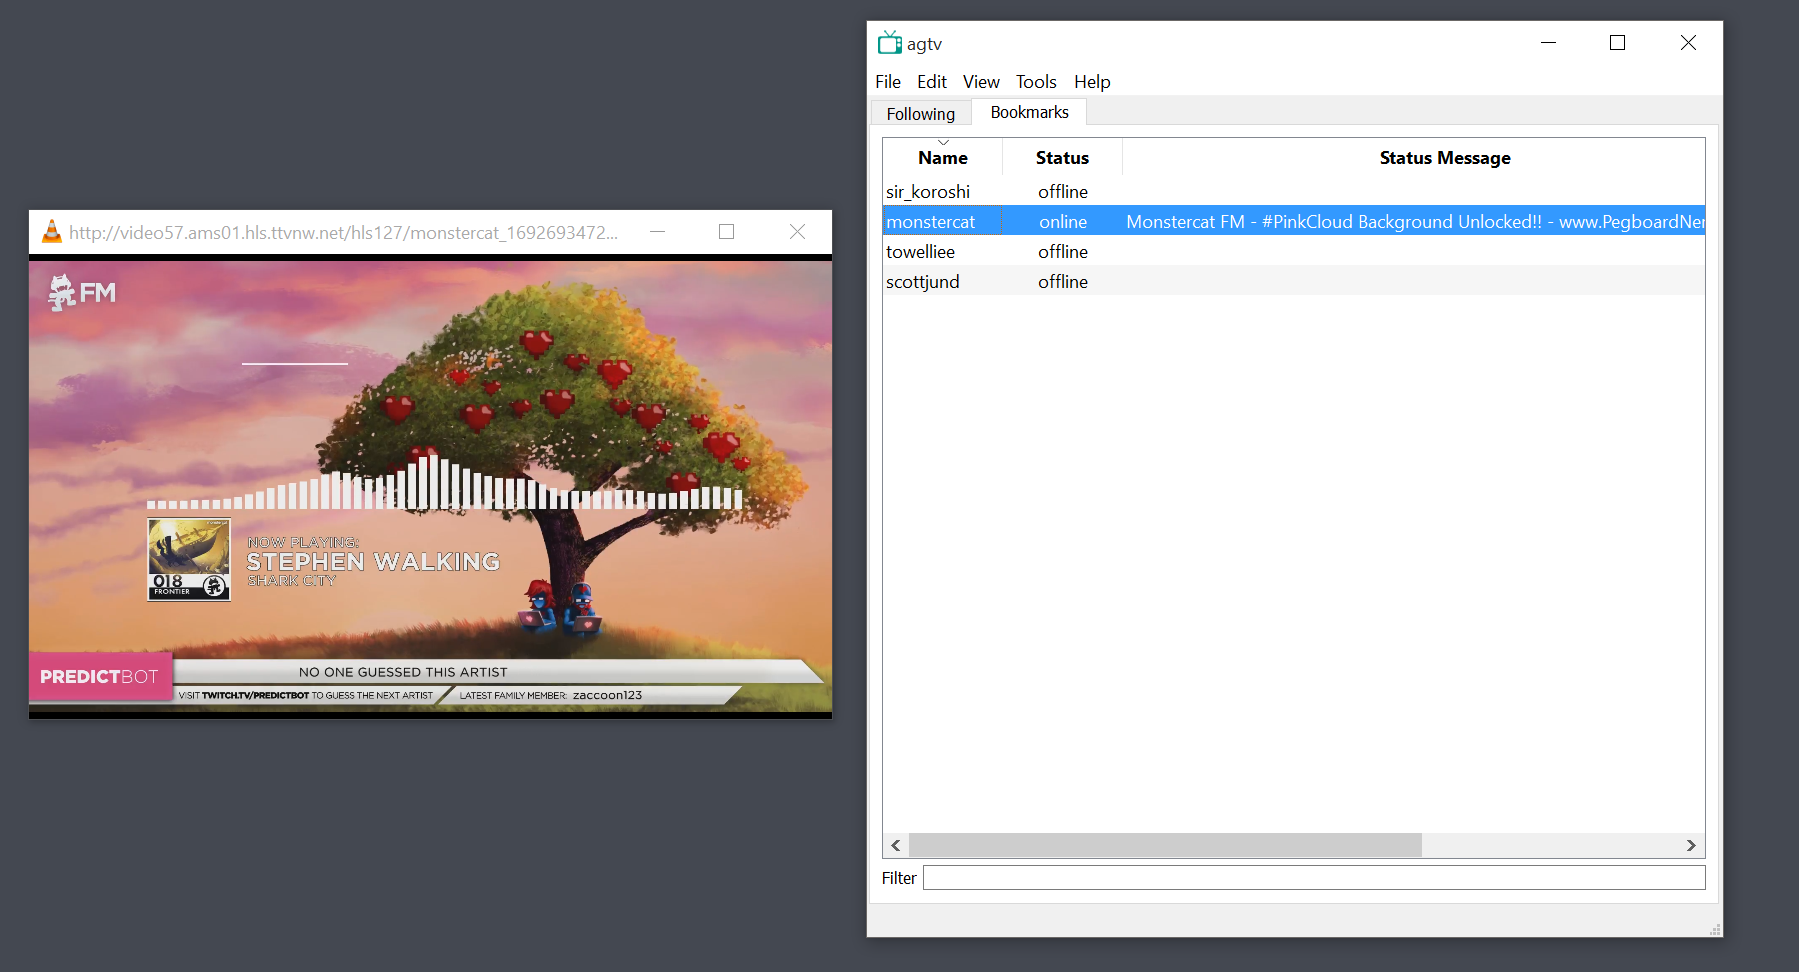 http://video57.ams01.hls.ttvnw.net/hls127/monstercat_1692693472...
FM
NOW PLAYING:
STEPHEN WALKING
SHARK CITY
018
FRONTIER
PREDICTBOT
NO ONE GUESSED THIS ARTIST
VISIT TWITCH.TV/PREDICTBOT TO GUESS THE NEXT ARTIST
LATEST FAMILY MEMBER: zaccoon123
agtv
File Edit View Tools Help
Following Bookmarks
Name Status Status Message
sir_koroshi offline
monstercat online Monstercat FM - #PinkCloud Background Unlocked!! - www.PegboardNer
towelliee offline
scottjund offline
Filter